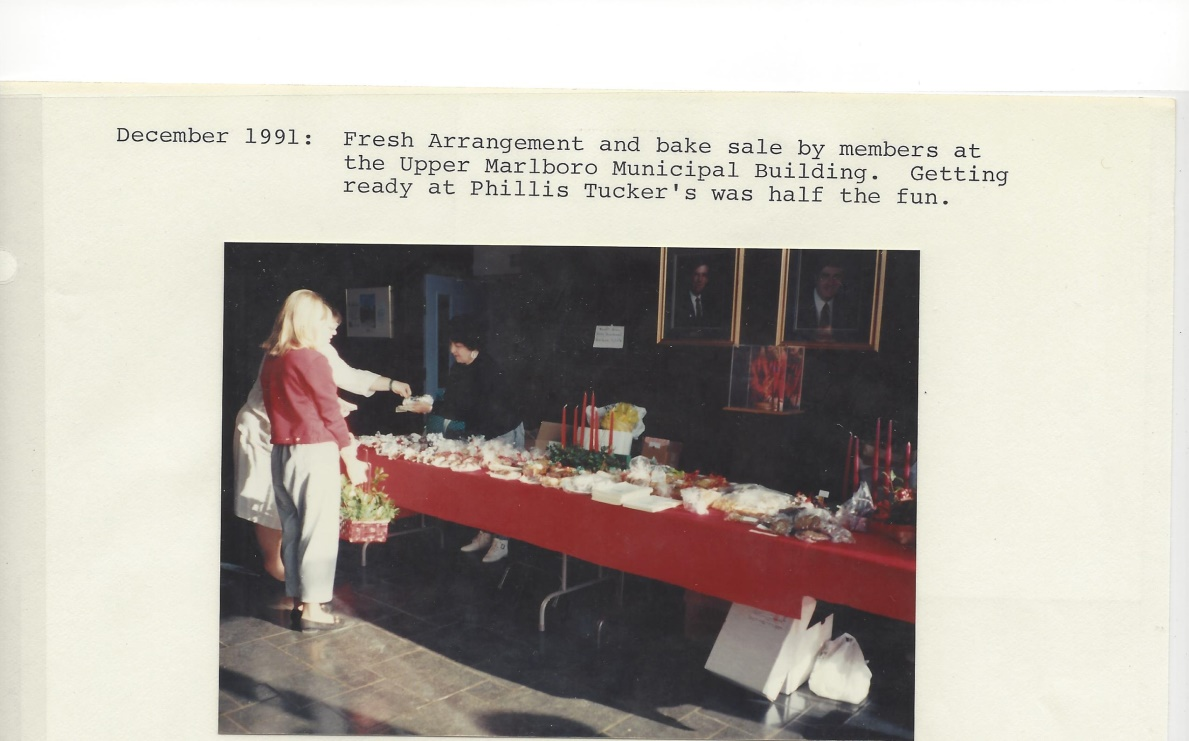 December 1991: Fresh Arrangement and bake sale by members at
the Upper Marlboro Municipal Building. Getting
ready at Phillis Tucker's was half the fun.